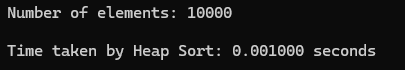 Number of elements: 10000
Time taken by Heap Sort: 0.001000 seconds